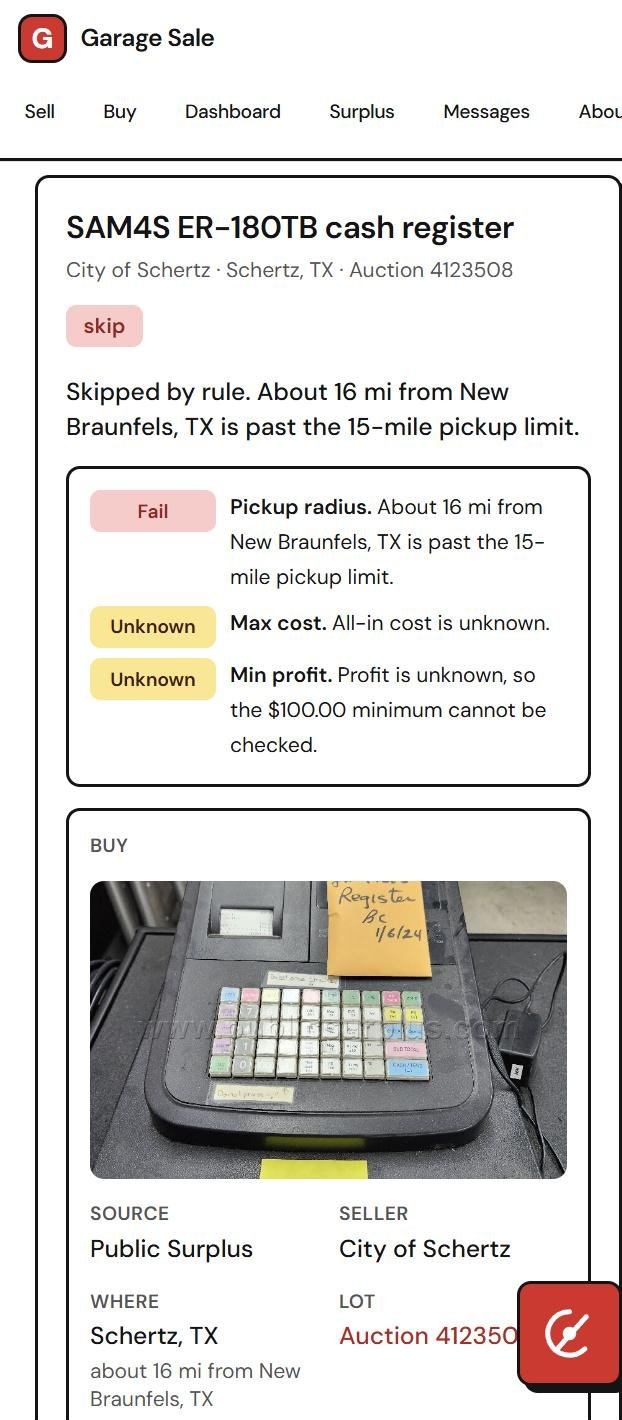 G Garage Sale
Sell Buy Dashboard Surplus Messages Abou
SAM4S ER-180TB cash register
City of Schertz · Schertz, TX · Auction 4123508
skip
Skipped by rule. About 16 mi from New
Braunfels, TX is past the 15-mile pickup limit.
Fail Pickup radius. About 16 mi from
New Braunfels, TX is past the 15-
mile pickup limit.
Unknown Max cost. All-in cost is unknown.
Unknown Min profit. Profit is unknown, so
the $100.00 minimum cannot be
checked.
BUY
Register
BC
1/6/24
7
1
0
SUBTOTAL
SOURCE SELLER
Public Surplus City of Schertz
WHERE LOT
Schertz, TX Auction 412350
about 16 mi from New
Braunfels, TX